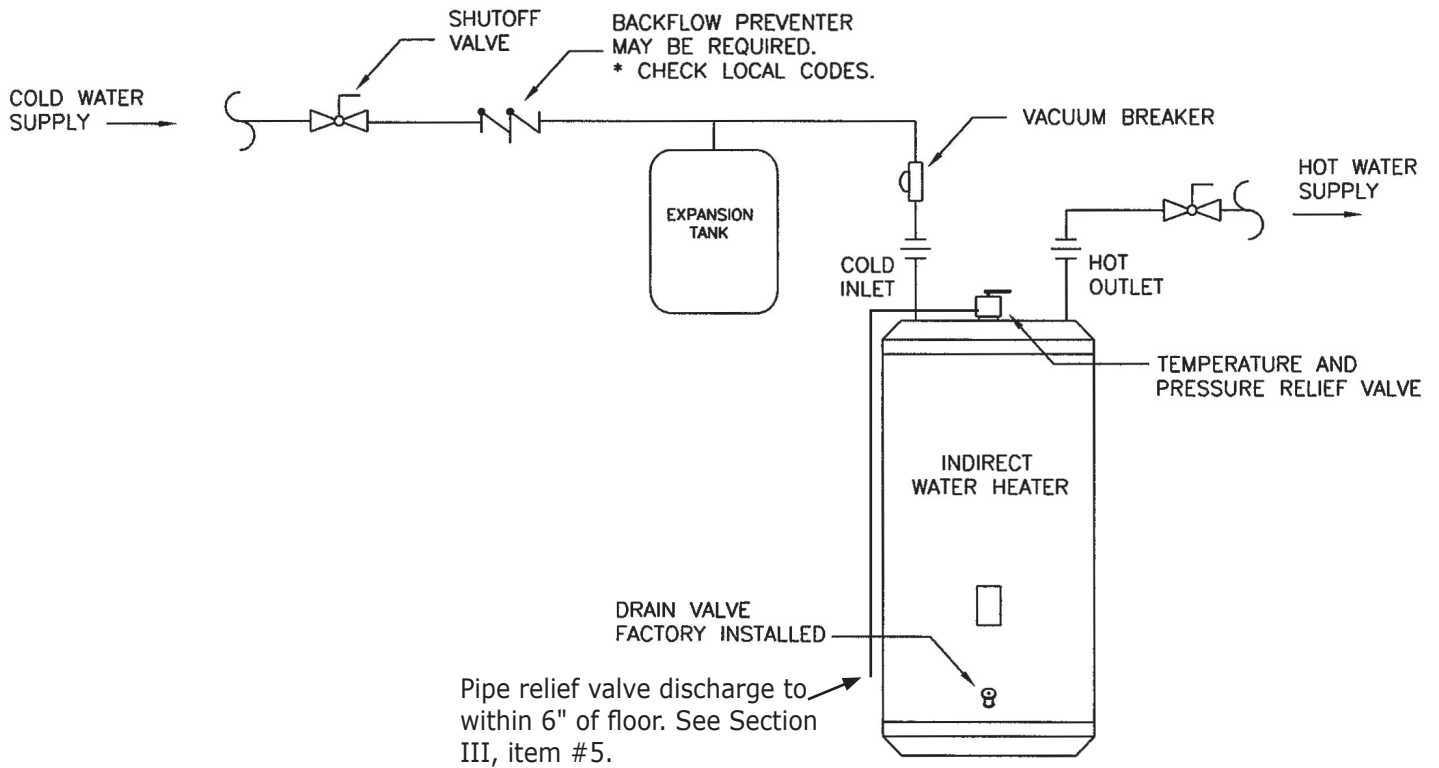 SHUTOFF
VALVE
BACKFLOW PREVENTER
MAY BE REQUIRED.
* CHECK LOCAL CODES.
COLD WATER
SUPPLY
VACUUM BREAKER
HOT WATER
SUPPLY
EXPANSION
TANK
COLD
INLET
HOT
OUTLET
TEMPERATURE AND
PRESSURE RELIEF VALVE
INDIRECT
WATER HEATER
DRAIN VALVE
FACTORY INSTALLED
Pipe relief valve discharge to
within 6" of floor. See Section
III, item #5.